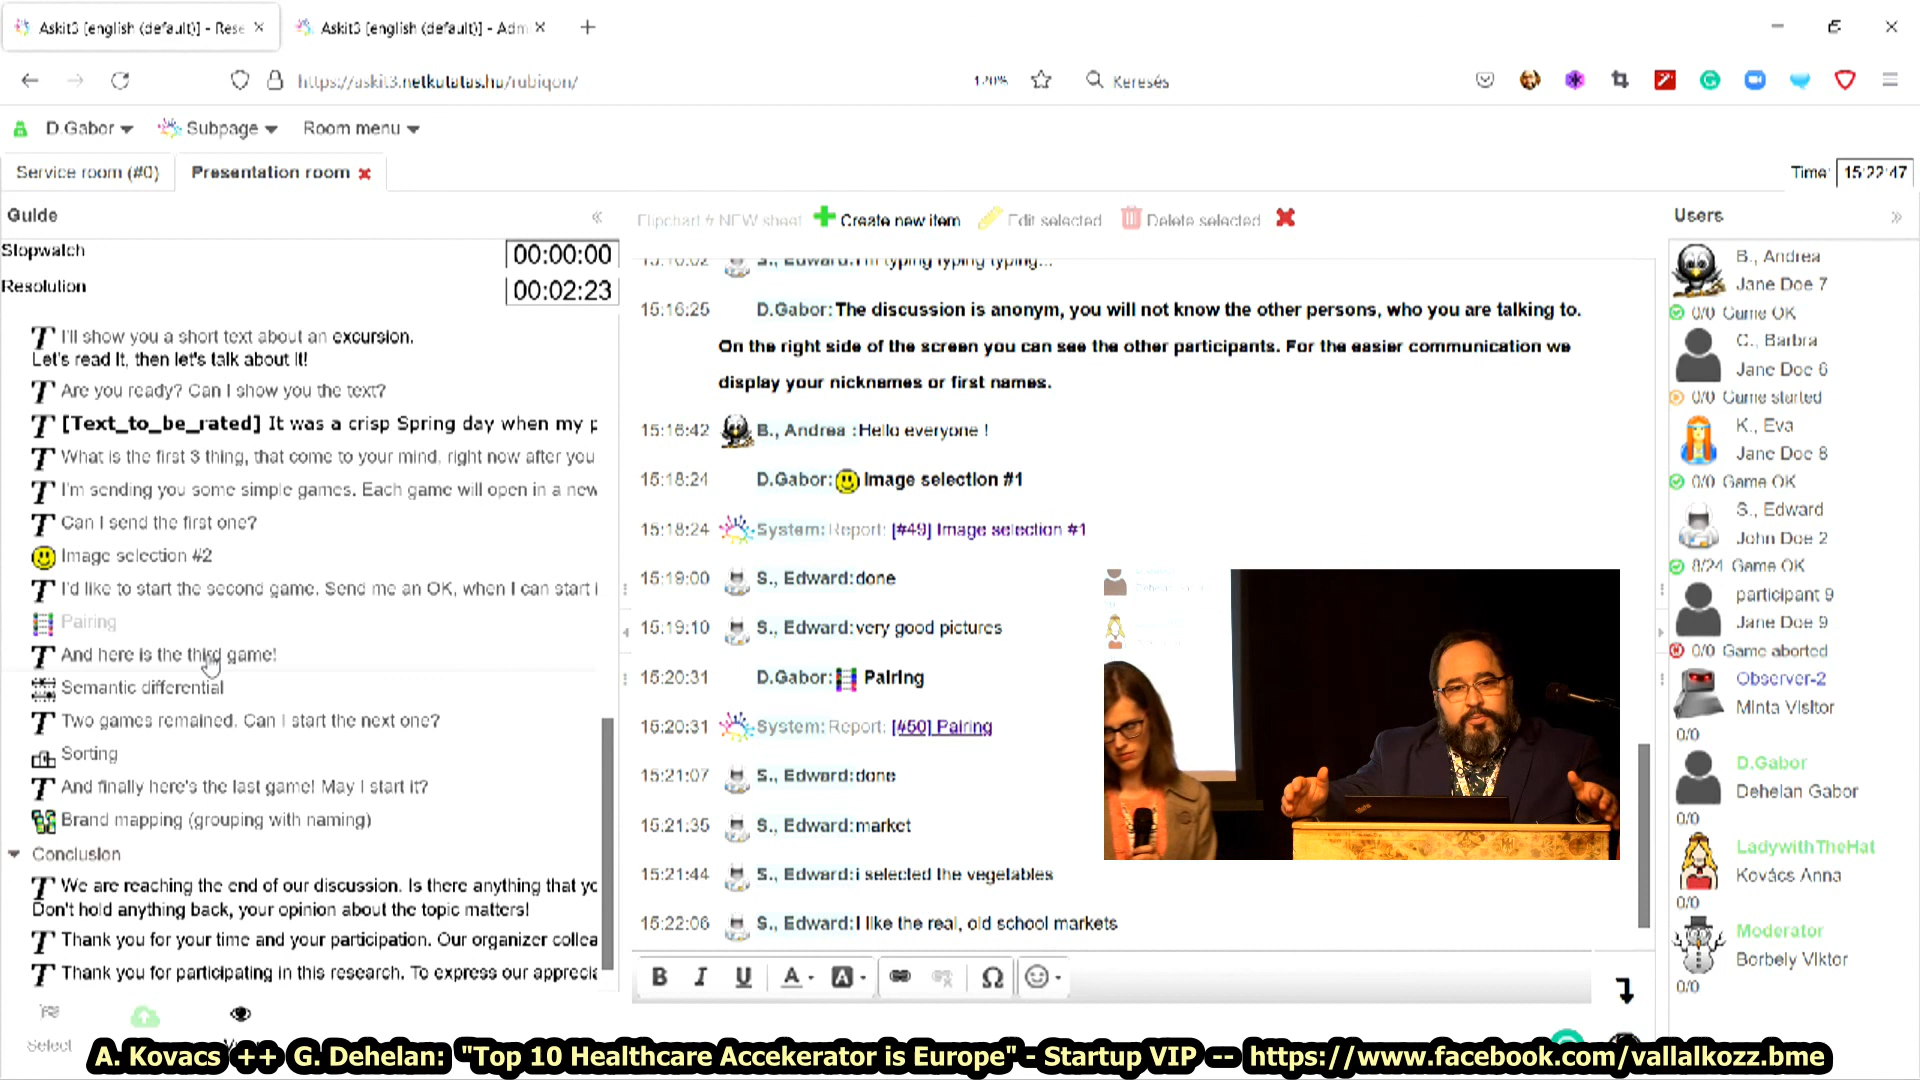 Askit3 [english (default)] - Rese
Askit3 [english (default)] - Adm
https://askit3.netkutatas.hu/rubiqon/
120%
Keresés
D.Gabor
Subpage
Room menu
Service room (#0)
Presentation room
Time: 15:22:47
Guide
Stopwatch 00:00:00
Resolution 00:02:23
I'll show you a short text about an excursion.
Let's read it, then let's talk about it!
Are you ready? Can I show you the text?
[Text_to_be_rated] It was a crisp Spring day when my p
What is the first 3 thing, that come to your mind, right now after you
I'm sending you some simple games. Each game will open in a new
Can I send the first one?
Image selection #2
I'd like to start the second game. Send me an OK, when I can start i
Pairing
And here is the third game!
Semantic differential
Two games remained. Can I start the next one?
Sorting
And finally here's the last game! May I start it?
Brand mapping (grouping with naming)
Conclusion
We are reaching the end of our discussion. Is there anything that yo
Don't hold anything back, your opinion about the topic matters!
Thank you for your time and your participation. Our organizer collea
Thank you for participating in this research. To express our apprecia
Select
Flipchart # NEW sheet
Create new item
Edit selected
Delete selected
S., Edward: I'm typing typing typing...
15:16:25 D.Gabor: The discussion is anonym, you will not know the other persons, who you are talking to.
On the right side of the screen you can see the other participants. For the easier communication we
display your nicknames or first names.
15:16:42 B., Andrea :Hello everyone !
15:18:24 D.Gabor: Image selection #1
15:18:24 System: Report: [#49] Image selection #1
15:19:00 S., Edward: done
15:19:10 S., Edward: very good pictures
15:20:31 D.Gabor: Pairing
15:20:31 System: Report: [#50] Pairing
15:21:07 S., Edward: done
15:21:35 S., Edward: market
15:21:44 S., Edward: i selected the vegetables
15:22:06 S., Edward: I like the real, old school markets
B I U A A Ω
Users
B., Andrea
Jane Doe 7
0/0 Game OK
C., Barbra
Jane Doe 6
0/0 Game started
K., Eva
Jane Doe 8
0/0 Game OK
S., Edward
John Doe 2
8/24 Game OK
participant 9
Jane Doe 9
0/0 Game aborted
Observer-2
Minta Visitor
0/0
D.Gabor
Dehelan Gabor
0/0
LadywithTheHat
Kovács Anna
0/0
Moderator
Borbely Viktor
0/0
A. Kovacs ++ G. Dehelan: "Top 10 Healthcare Accekerator is Europe" - Startup VIP -- https://www.facebook.com/vallalkozz.bme